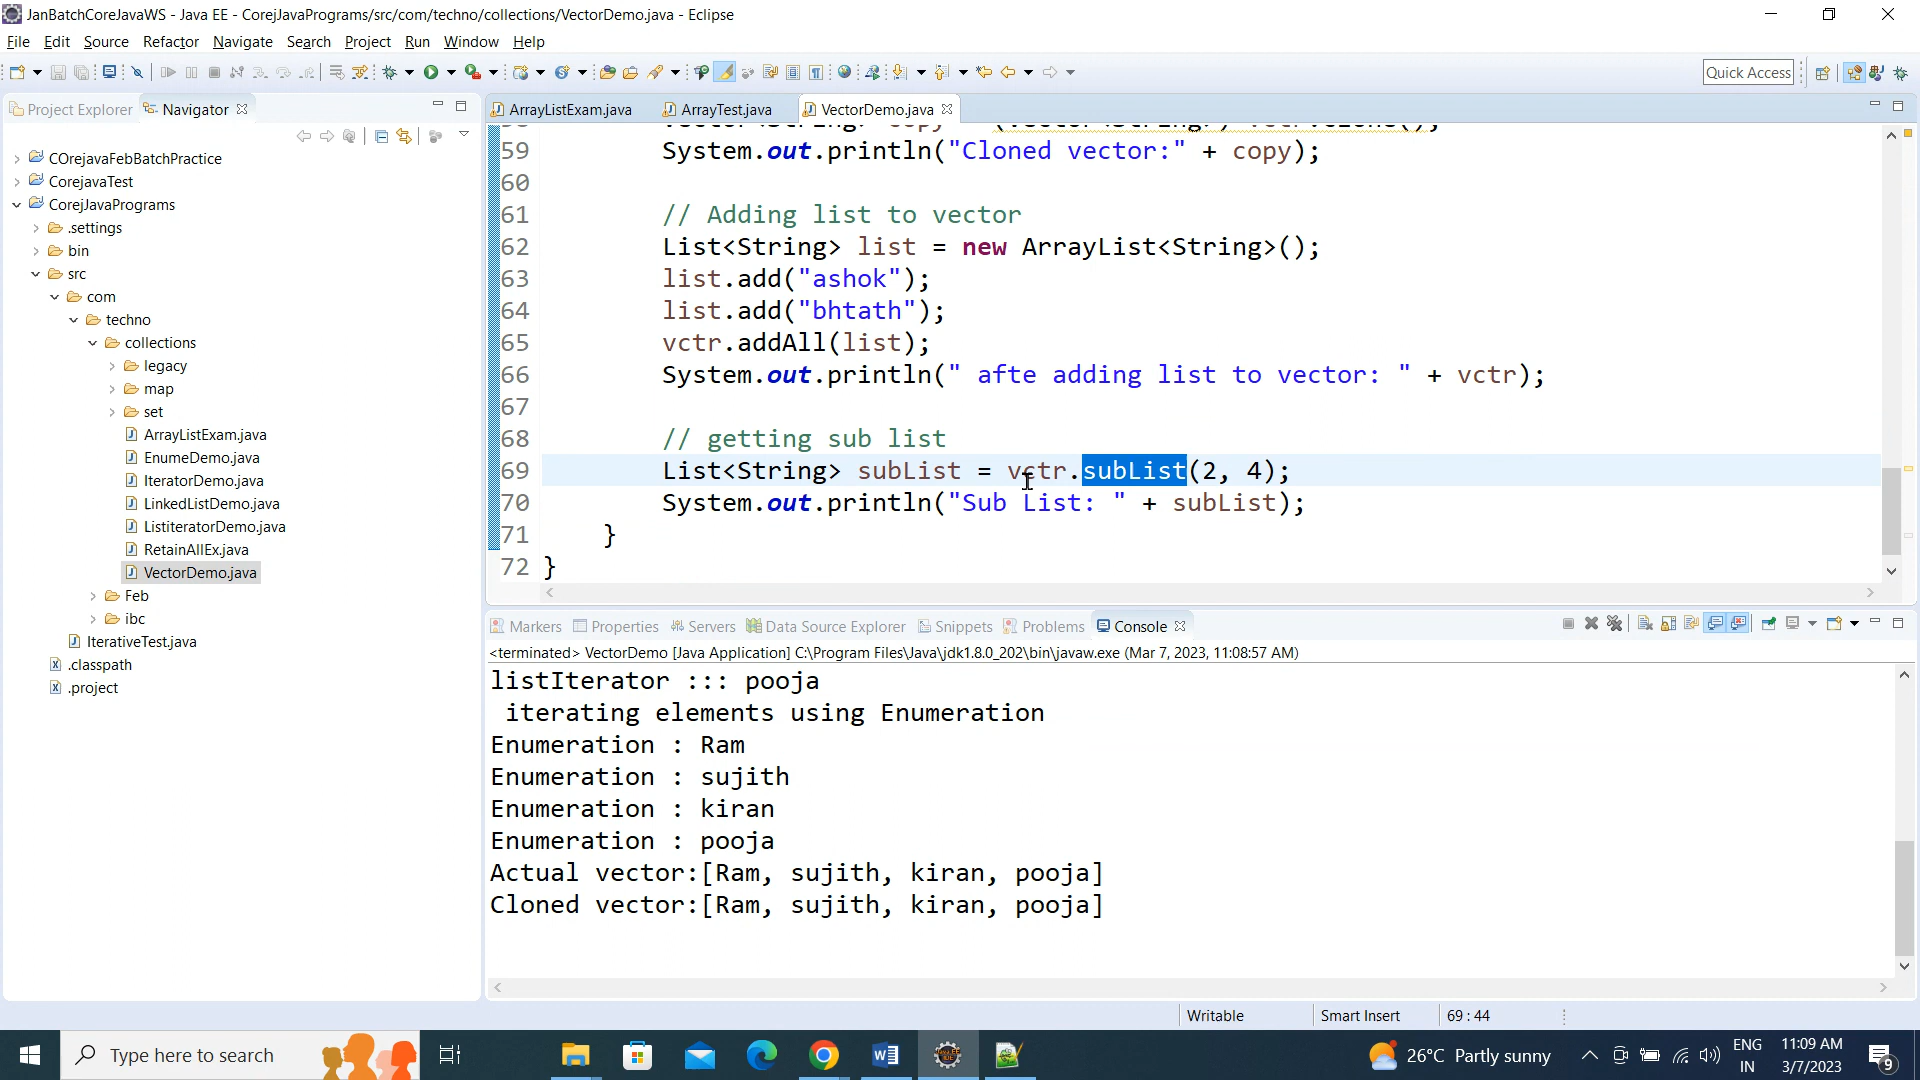 JanBatchCoreJavaWS - Java EE - CorejJavaPrograms/src/com/techno/collections/VectorDemo.java - Eclipse
File Edit Source Refactor Navigate Search Project Run Window Help
Quick Access
Project Explorer Navigator
COrejavaFebBatchPractice
CorejavaTest
CorejJavaPrograms
.settings
bin
src
com
techno
collections
legacy
map
set
ArrayListExam.java
EnumeDemo.java
IteratorDemo.java
LinkedListDemo.java
ListiteratorDemo.java
RetainAllEx.java
VectorDemo.java
Feb
ibc
IterativeTest.java
.classpath
.project
ArrayListExam.java ArrayTest.java VectorDemo.java
59 System.out.println("Cloned vector:" + copy);
60
61 // Adding list to vector
62 List<String> list = new ArrayList<String>();
63 list.add("ashok");
64 list.add("bhtath");
65 vctr.addAll(list);
66 System.out.println(" afte adding list to vector: " + vctr);
67
68 // getting sub list
69 List<String> subList = vctr.subList(2, 4);
70 System.out.println("Sub List: " + subList);
71 }
72 }
Markers Properties Servers Data Source Explorer Snippets Problems Console
<terminated> VectorDemo [Java Application] C:\Program Files\Java\jdk1.8.0_202\bin\javaw.exe (Mar 7, 2023, 11:08:57 AM)
listIterator ::: pooja
iterating elements using Enumeration
Enumeration : Ram
Enumeration : sujith
Enumeration : kiran
Enumeration : pooja
Actual vector:[Ram, sujith, kiran, pooja]
Cloned vector:[Ram, sujith, kiran, pooja]
Writable Smart Insert 69 : 44
Type here to search
26°C Partly sunny
ENG
IN
11:09 AM
3/7/2023
9